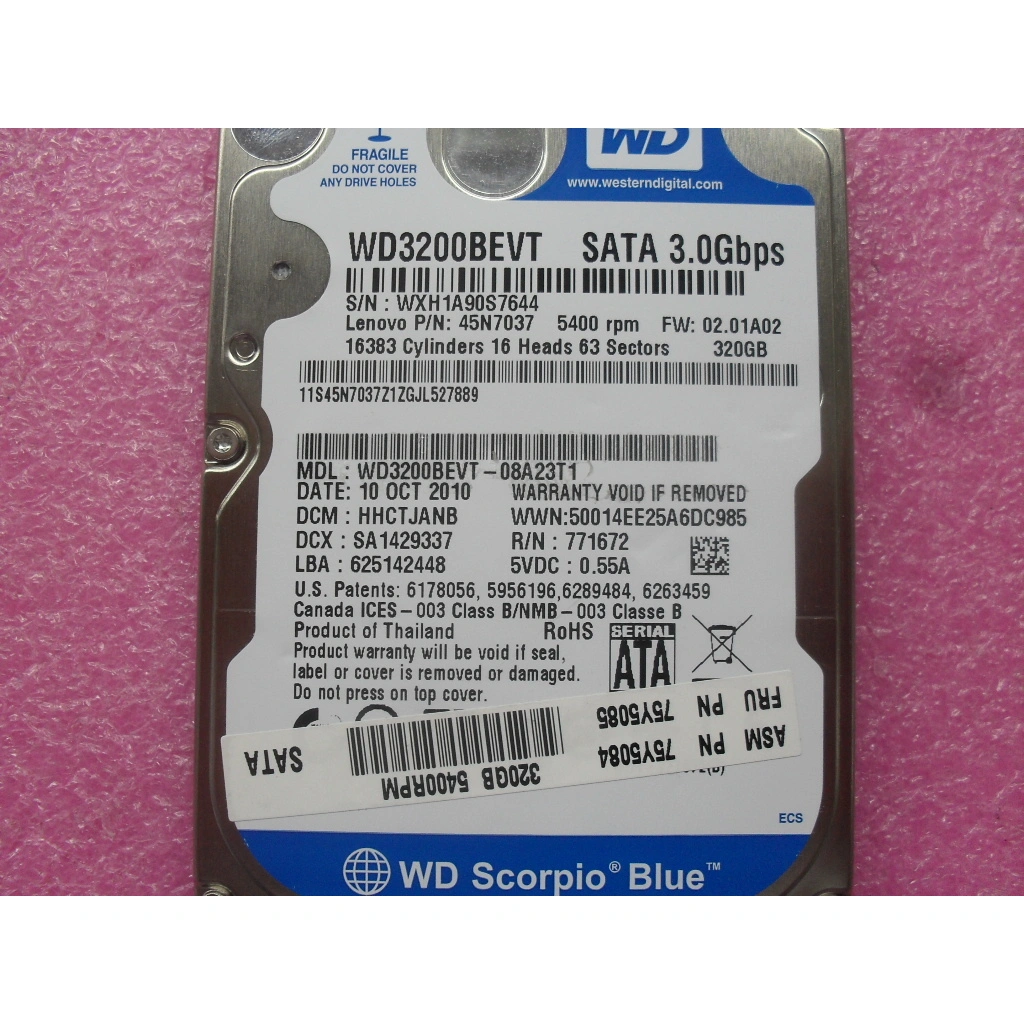 FRAGILE
DO NOT COVER
ANY DRIVE HOLES
WD
www.westerndigital.com
WD3200BEVT SATA 3.0Gbps
S/N : WXH1A90S7644
Lenovo P/N: 45N7037 5400 rpm FW: 02.01A02
16383 Cylinders 16 Heads 63 Sectors 320GB
11S45N7037Z1ZGJL527889
MDL : WD3200BEVT-08A23T1
DATE: 10 OCT 2010 WARRANTY VOID IF REMOVED
DCM : HHCTJANB WWN:50014EE25A6DC985
DCX : SA1429337 R/N : 771672
LBA : 625142448 5VDC : 0.55A
U.S. Patents: 6178056, 5956196,6289484, 6263459
Canada ICES-003 Class B/NMB-003 Classe B
Product of Thailand RoHS SERIAL
Product warranty will be void if seal, ATA
label or cover is removed or damaged.
Do not press on top cover.
ASM PN 75Y5084 320GB 5400RPM
FRU PN 75Y5085 SATA
ECS
WD Scorpio® Blue™